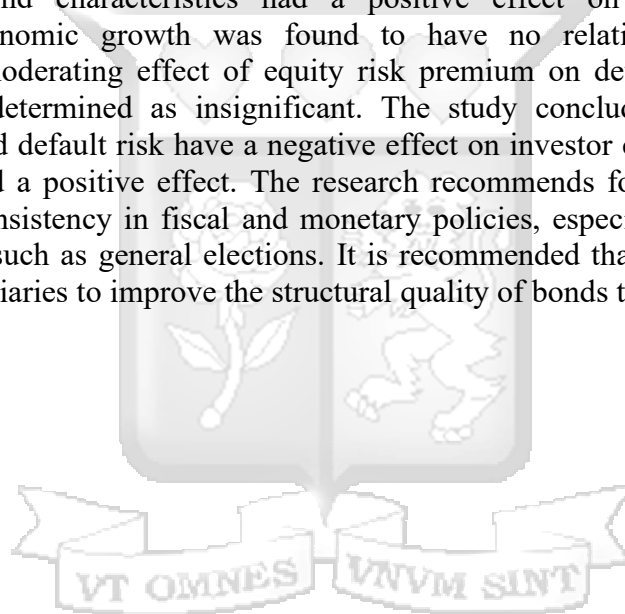 characteristics had a positive effect on
nomic growth was found to have no relati
oderating effect of equity risk premium on de
determined as insignificant. The study conclu
default risk have a negative effect on investor
a positive effect. The research recommends fo
nsistency in fiscal and monetary policies, espec
such as general elections. It is recommended tha
iaries to improve the structural quality of bonds t
VT OMNES VNVM SINT